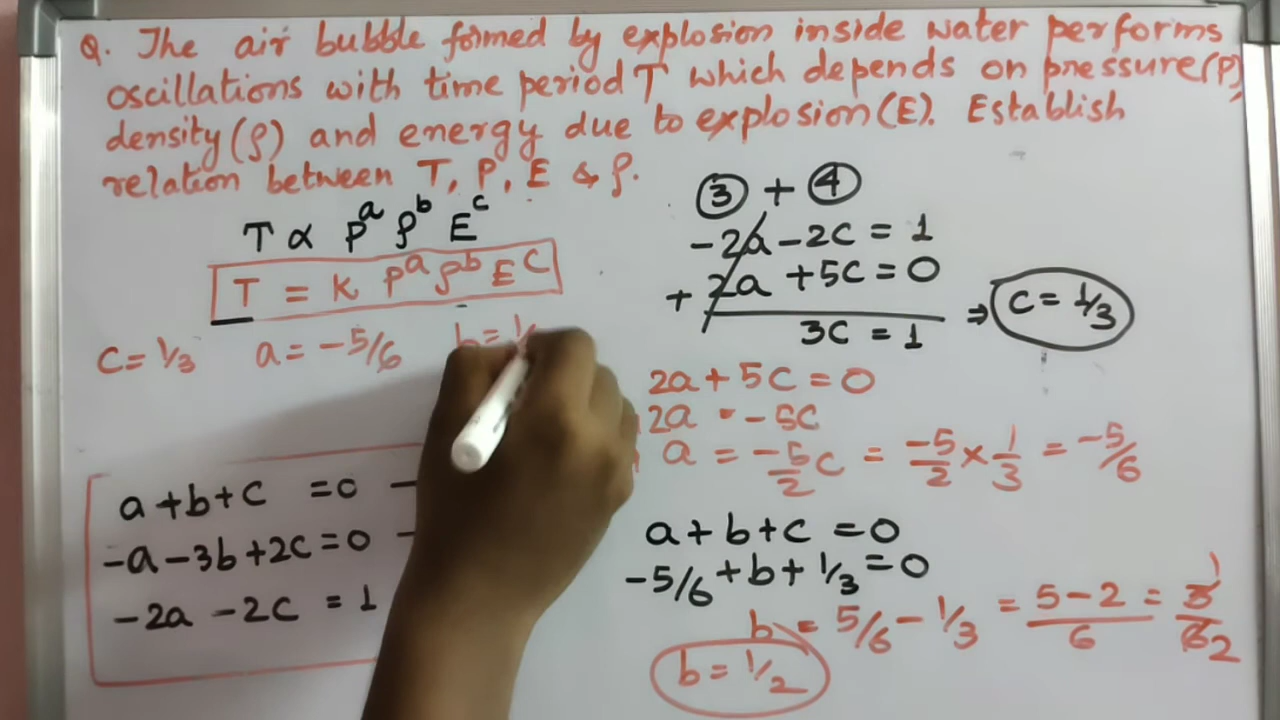 Q. The air bubble formed by explosion inside water performs
oscillations with time period T which depends on pressure(P),
density(ρ) and energy due to explosion(E). Establish
relation between T, P, E & ρ.
T ∝ P^a ρ^b E^c
T = K P^a ρ^b E^c
c = 1/3 a = -5/6 b = 1/
a+b+c =0 -
-a-3b+2c=0 -
-2a -2c = 1
③ + ④
-2a-2c = 1
+ 2a +5c = 0
3c = 1 ⇒ c = 1/3
2a+5c=0
2a = -5c
a = -5/2 c = -5/2 × 1/3 = -5/6
a+b+c =0
-5/6+b+1/3=0
b = 5/6 - 1/3 = 5-2/6 = 3/6 1/2
b = 1/2